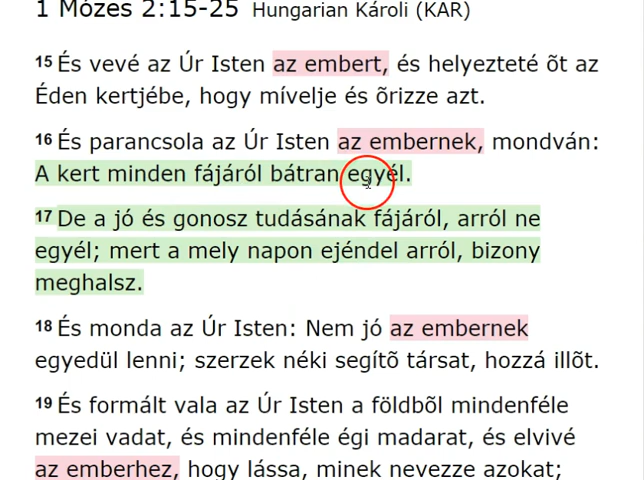 1 Mózes 2:15-25 Hungarian Károli (KAR)
15 És vevé az Úr Isten az embert, és helyezteté õt az
Éden kertjébe, hogy mívelje és õrizze azt.
16 És parancsola az Úr Isten az embernek, mondván:
A kert minden fájáról bátran egyél.
17 De a jó és gonosz tudásának fájáról, arról ne
egyél; mert a mely napon ejéndel arról, bizony
meghalsz.
18 És monda az Úr Isten: Nem jó az embernek
egyedül lenni; szerzek néki segítõ társat, hozzá illõt.
19 És formált vala az Úr Isten a földbõl mindenféle
mezei vadat, és mindenféle égi madarat, és elvivé
az emberhez, hogy lássa, minek nevezze azokat;